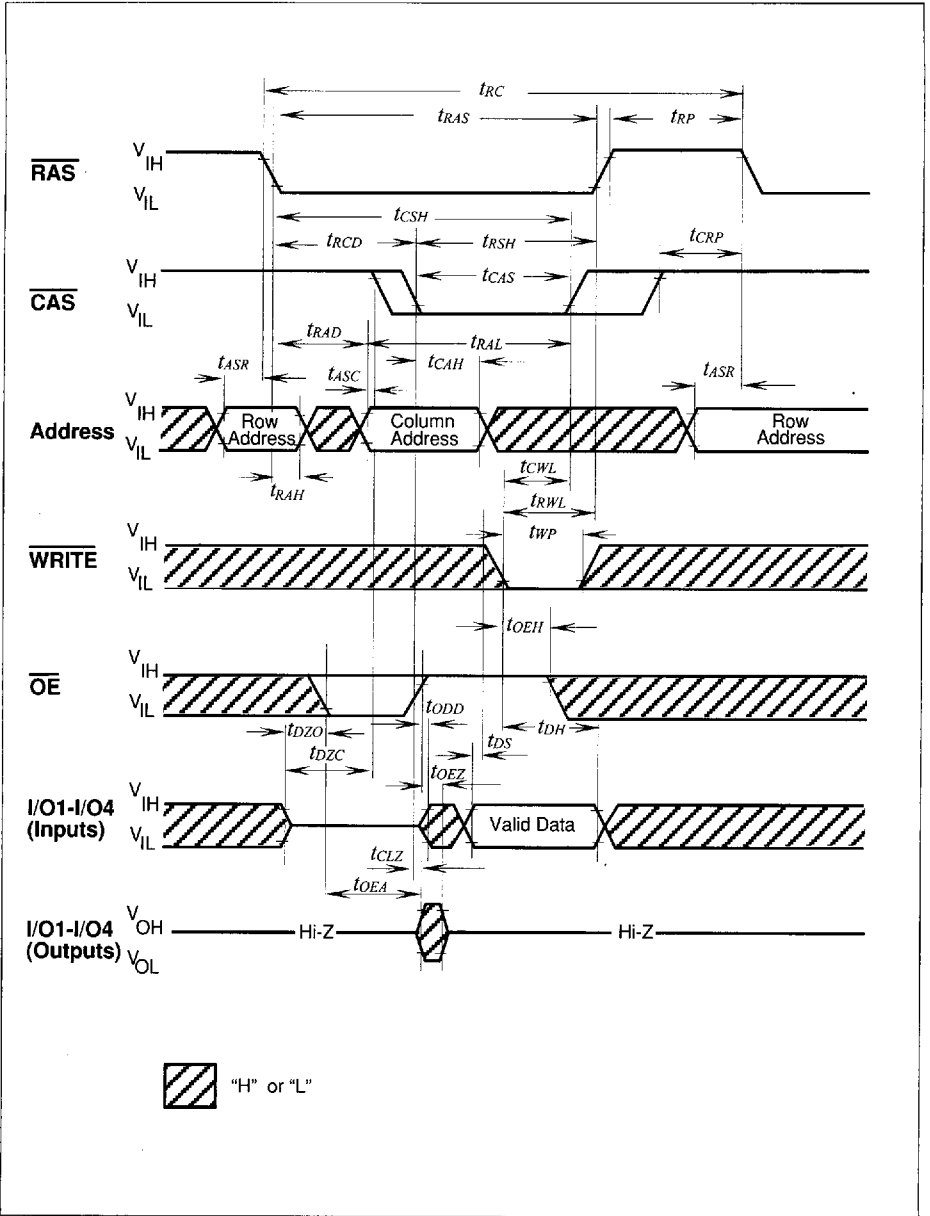 tRC
tRAS
tRP
RAS
VIH
VIL
tCSH
tRCD
tRSH
tCRP
CAS
VIH
VIL
tCAS
tRAD
tRAL
tASR
tASC
tCAH
tASR
Address
VIH
VIL
Row
Address
Column
Address
Row
Address
tRAH
tCWL
tRWL
tWP
WRITE
VIH
VIL
tOEH
OE
VIH
VIL
tODD
tDZO
tDS
tDH
tDZC
tOEZ
I/O1-I/O4
(Inputs)
VIH
VIL
Valid Data
tCLZ
tOEA
I/O1-I/O4
(Outputs)
VOH
VOL
Hi-Z
Hi-Z
"H" or "L"